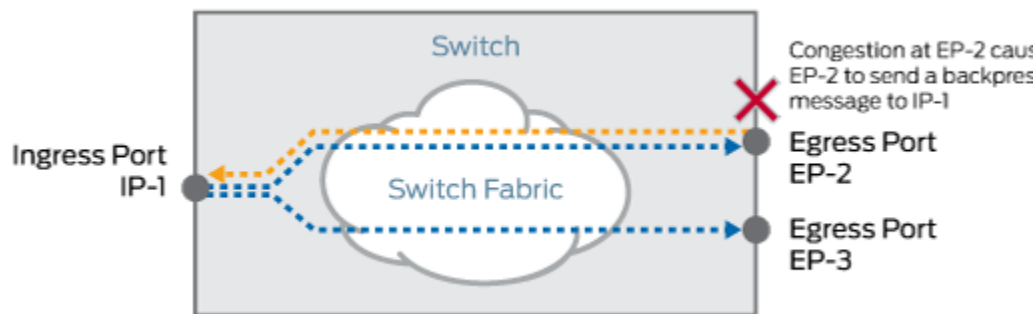 Switch
Congestion at EP-2 caus
EP-2 to send a backpres
message to IP-1
Ingress Port
IP-1
Egress Port
EP-2
Switch Fabric
Egress Port
EP-3